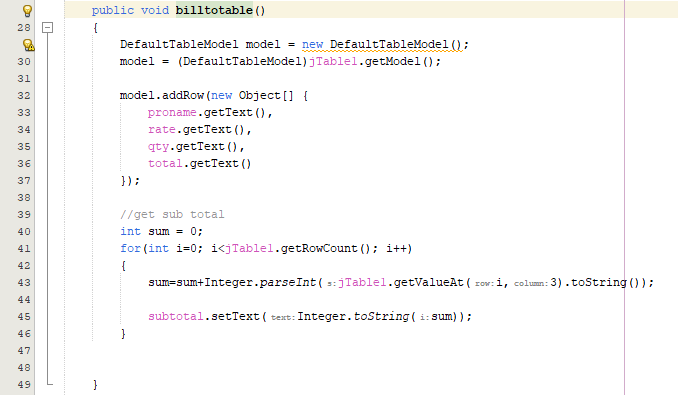 public void billtotable()
28 {
DefaultTableModel model = new DefaultTableModel();
30 model = (DefaultTableModel)jTable1.getModel();
31
32 model.addRow(new Object[] {
33 proname.getText(),
34 rate.getText(),
35 qty.getText(),
36 total.getText()
37 });
38
39 //get sub total
40 int sum = 0;
41 for(int i=0; i<jTable1.getRowCount(); i++)
42 {
43 sum=sum+Integer.parseInt( s: jTable1.getValueAt( row: i, column: 3).toString());
44
45 subtotal.setText( text: Integer.toString( i: sum));
46 }
47
48
49 }